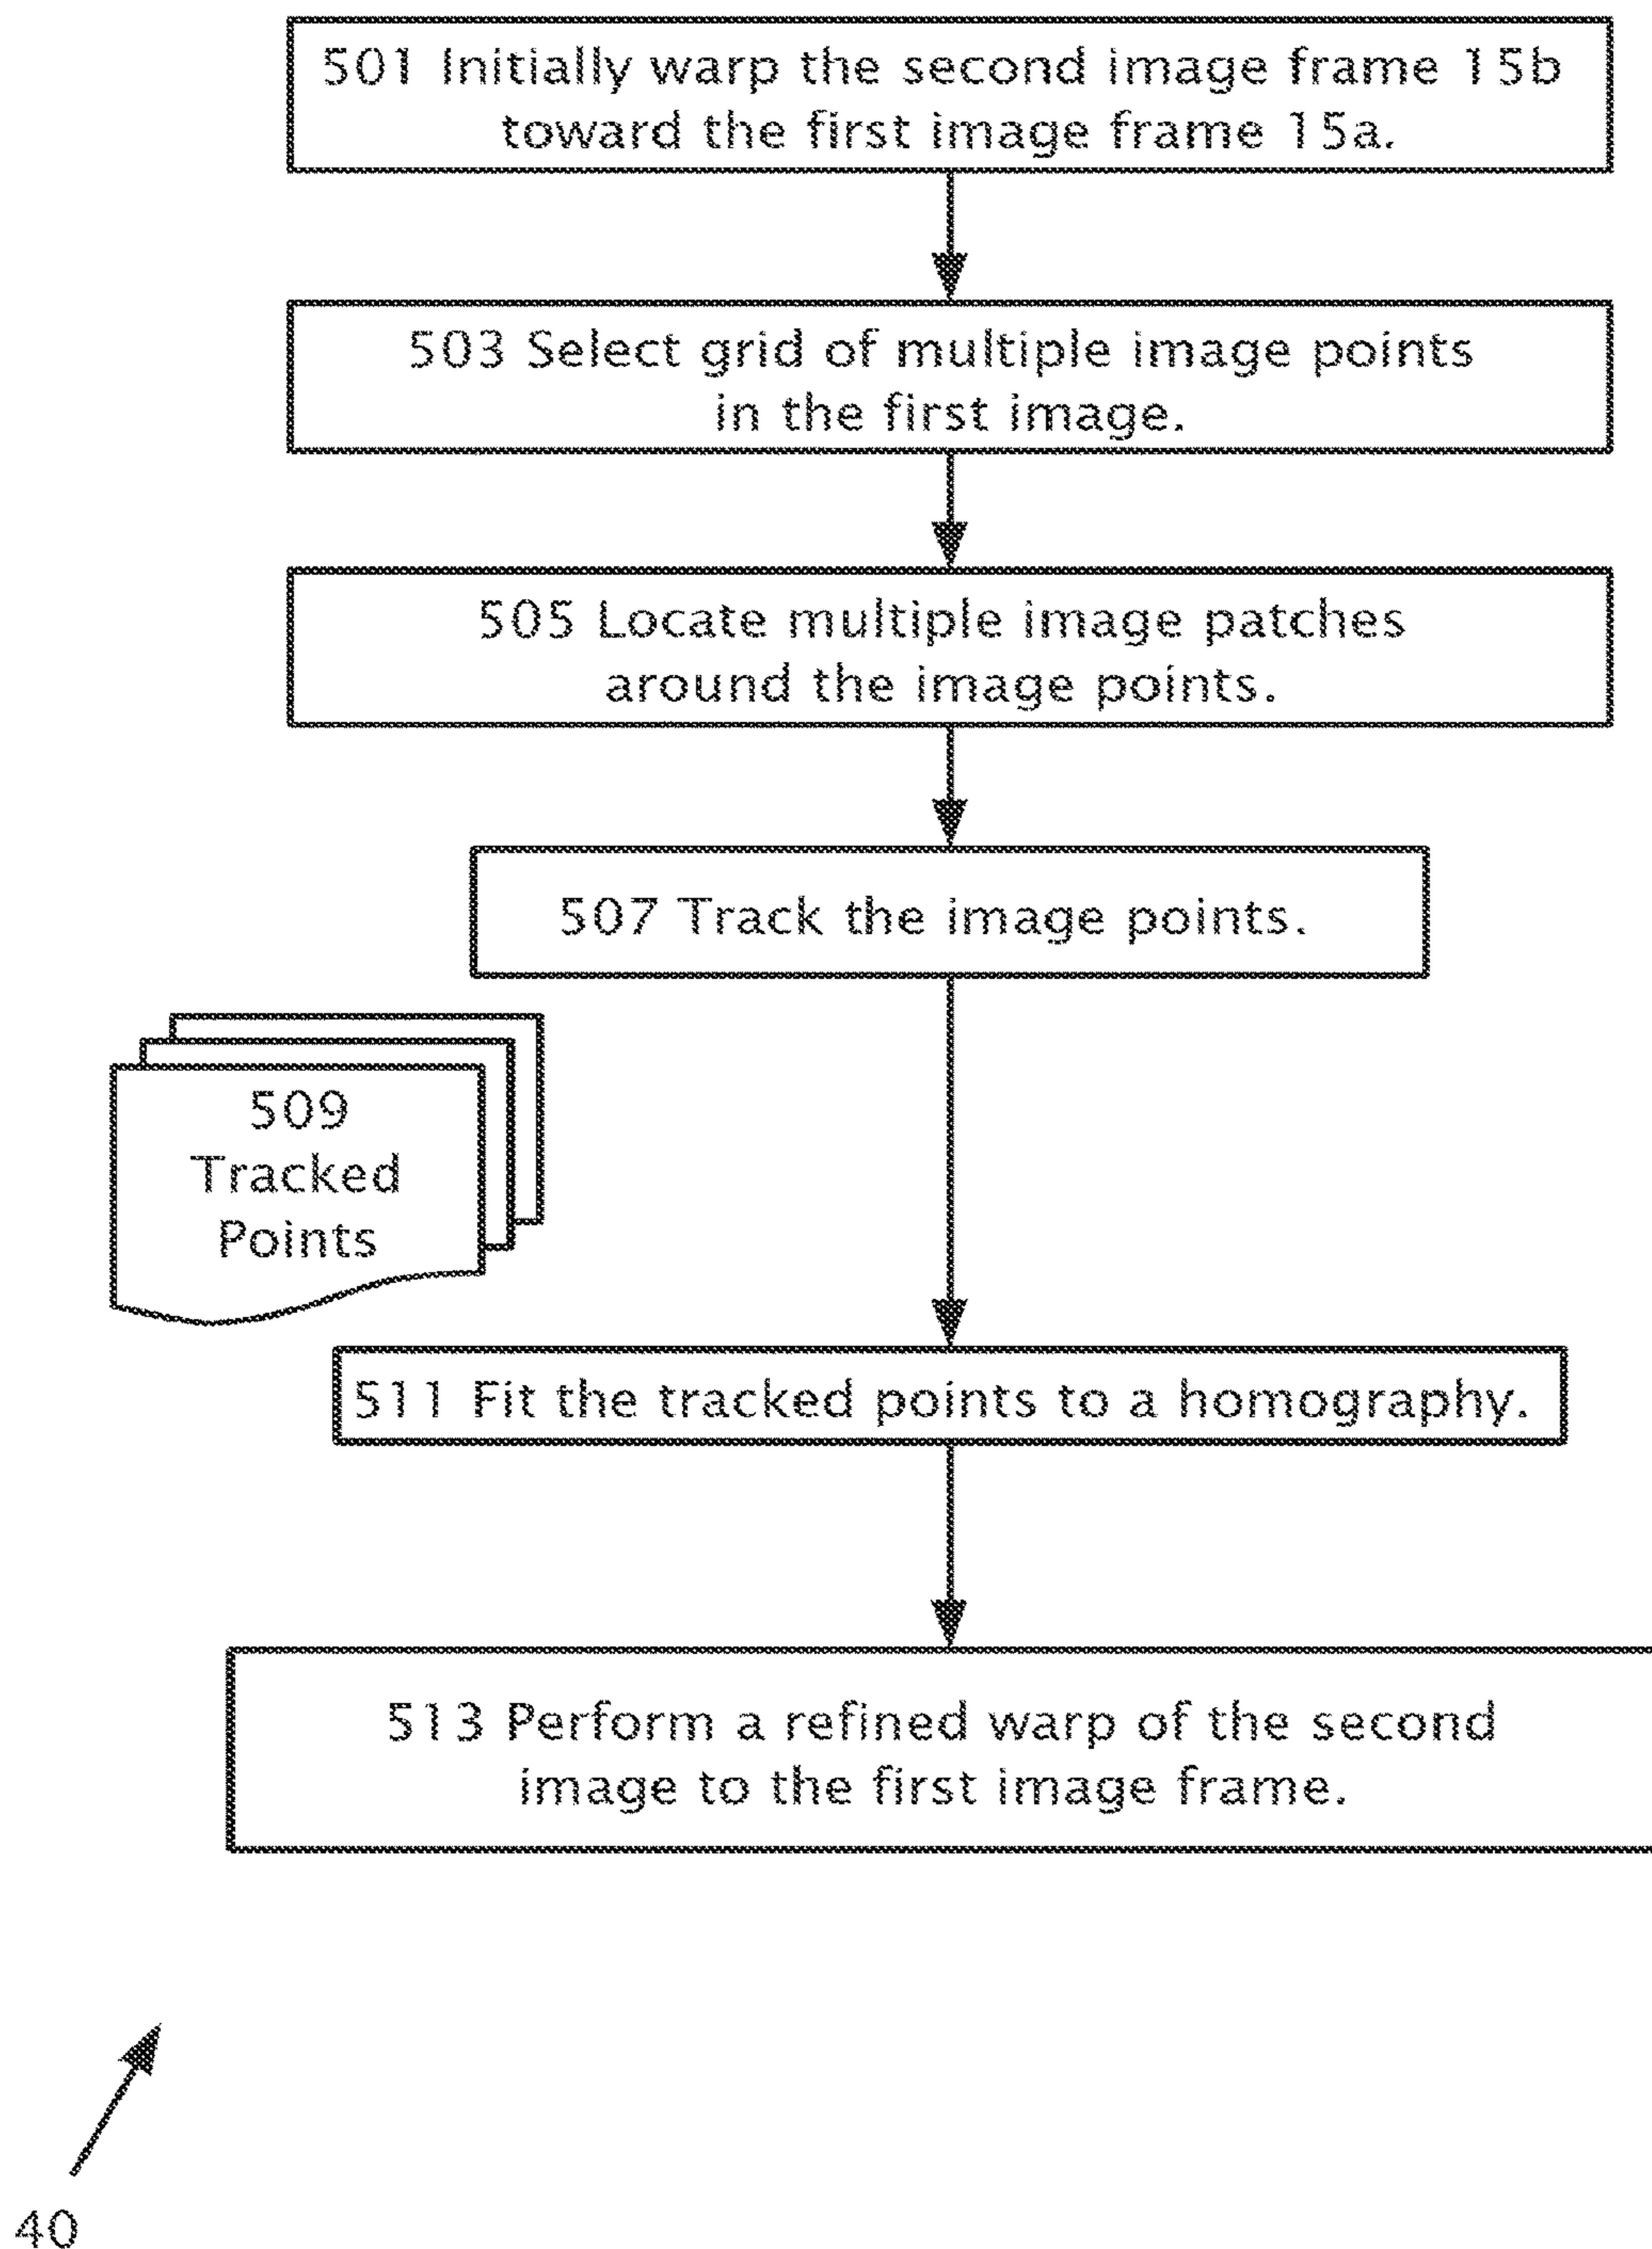 501 Initially warp the second image frame 15b
toward the first image frame 15a.
503 Select grid of multiple image points
in the first image.
505 Locate multiple image patches
around the image points.
507 Track the image points.
509
Tracked
Points
511 Fit the tracked points to a homography.
513 Perform a refined warp of the second
image to the first image frame.
40